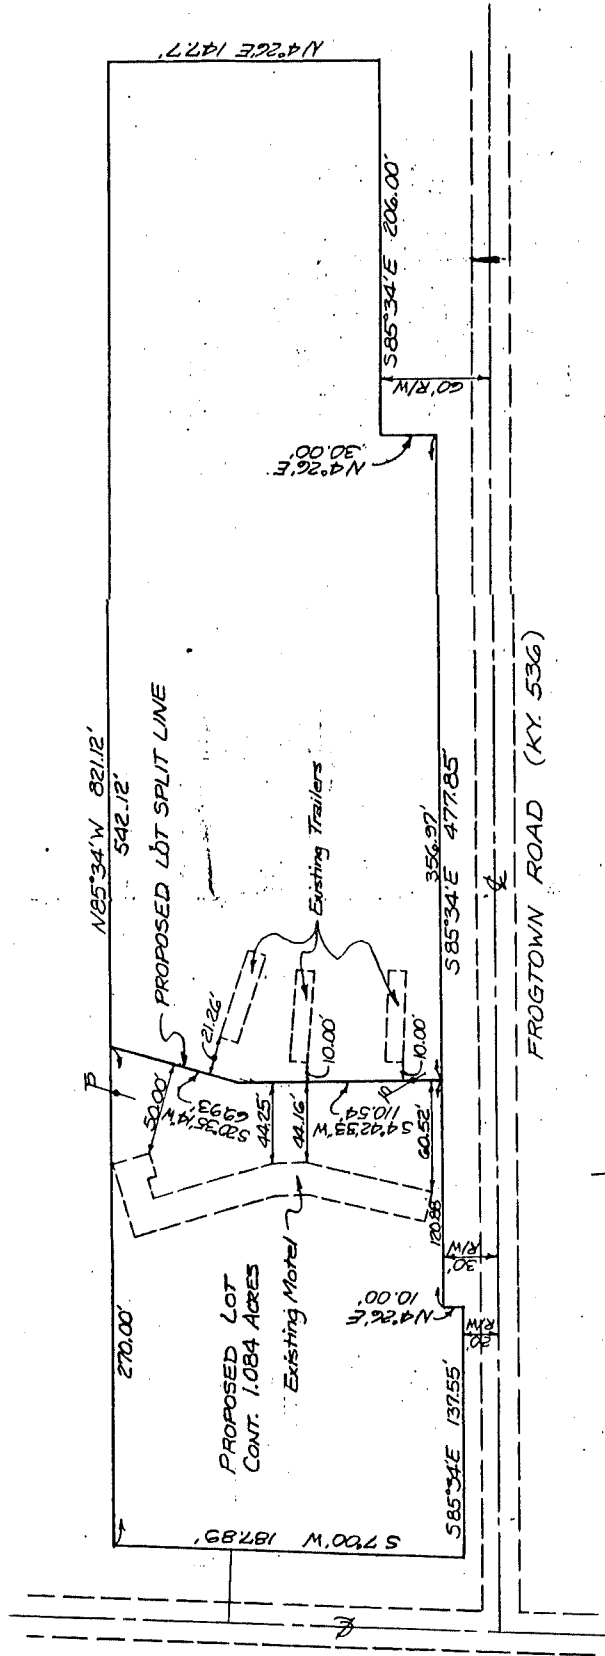 N4°26'E 147.7'
S85°34'E 206.00'
60' R/W
N4°26'E
30.00'
N85°34'W 821.12'
542.12'
PROPOSED LOT SPLIT LINE
Existing Trailers
356.97'
S85°34'E 477.85'
FROGTOWN ROAD (KY. 536)
21.26'
10.00'
10.00'
50.00'
S20°35'14"W
69.93'
44.25'
44.16'
S4°42'33"W
110.54'
60.52'
120.88'
30'
R/W
20'
R/W
N4°26'E
10.00'
270.00'
PROPOSED LOT
CONT. 1.084 ACRES
Existing Motel
S85°34'E 137.55'
S7°00'W 187.89'